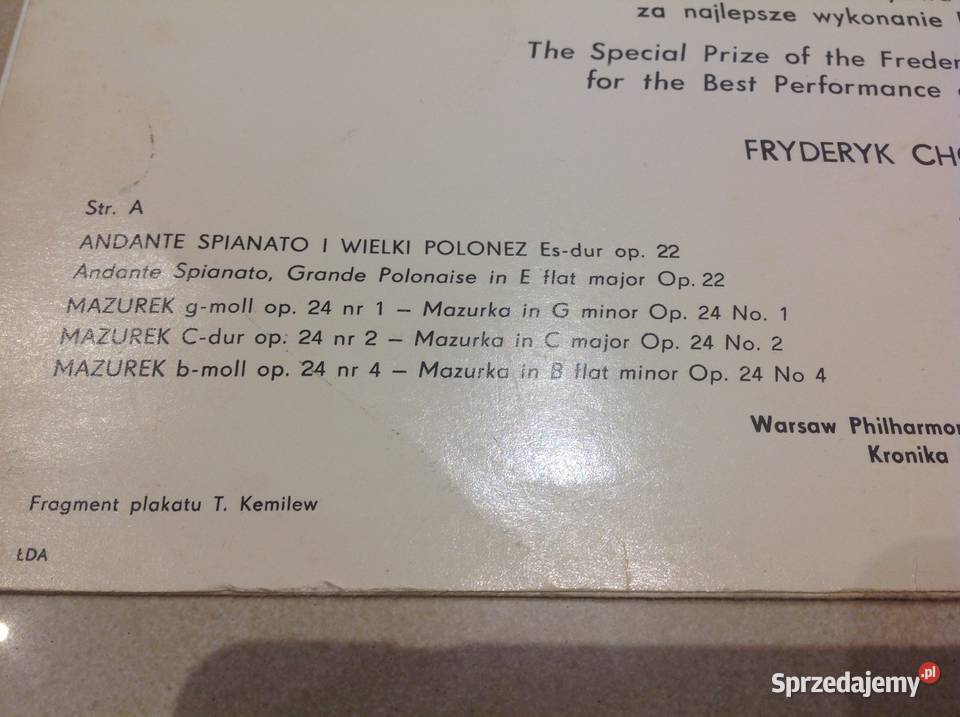 za najlepsze wykonanie
The Special Prize of the
for the Best Performance
FRYDERYK
Str. A
ANDANTE SPIANATO I WIELKI POLONEZ Es-dur op. 22
Andante Spianato, Grande Polonaise in E flat major Op. 22
MAZUREK g-moll op. 24 nr 1 – Mazurka in G minor Op. 24 No. 1
MAZUREK C-dur op. 24 nr 2 – Mazurka in C major Op. 24 No. 2
MAZUREK b-moll op. 24 nr 4 – Mazurka in B flat minor Op. 24 No 4
Warsaw
Kronika
Fragment plakatu T. Kemilew
ŁDA
Sprzedajemy.pl